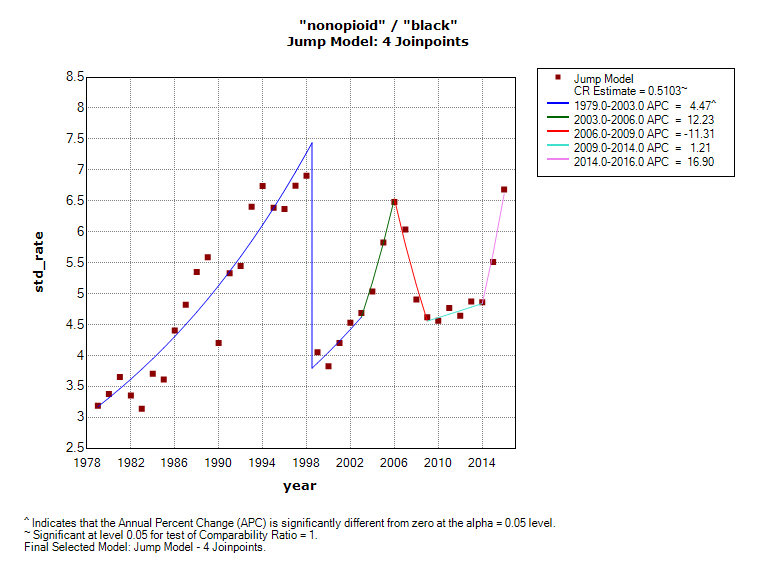 "nonopioid" / "black"
Jump Model: 4 Joinpoints
8.5
8
7.5
7
6.5
6
5.5
5
4.5
4
3.5
3
2.5
std_rate
1978 1982 1986 1990 1994 1998 2002 2006 2010 2014
year
Jump Model
CR Estimate = 0.5103~
1979.0-2003.0 APC = 4.47^
2003.0-2006.0 APC = 12.23
2006.0-2009.0 APC = -11.31
2009.0-2014.0 APC = 1.21
2014.0-2016.0 APC = 16.90
^ Indicates that the Annual Percent Change (APC) is significantly different from zero at the alpha = 0.05 level.
~ Significant at level 0.05 for test of Comparability Ratio = 1.
Final Selected Model: Jump Model - 4 Joinpoints.